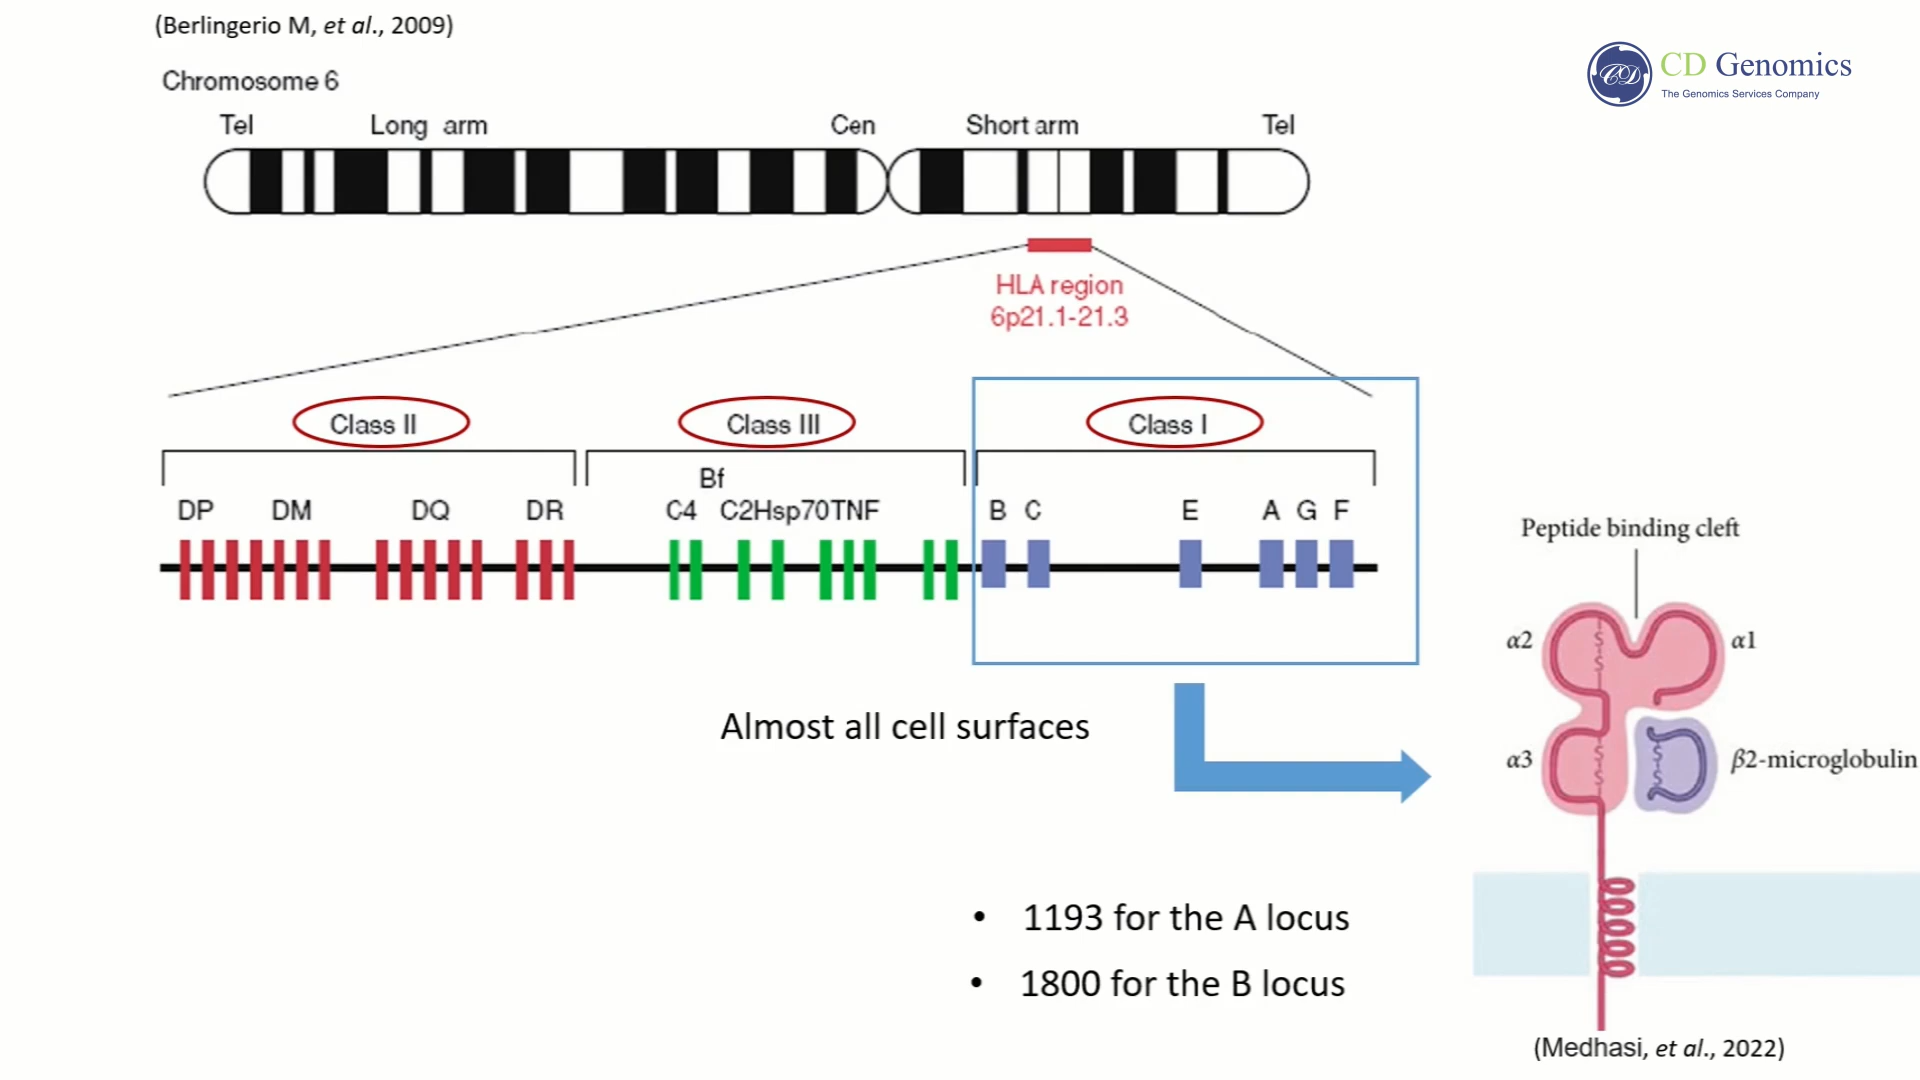 (Berlingerio M, et al., 2009)
CD Genomics
The Genomics Services Company
Chromosome 6
Tel Long arm Cen Short arm Tel
HLA region
6p21.1-21.3
Class II Class III Class I
Bf
DP DM DQ DR C4 C2Hsp70TNF B C E A G F
Peptide binding cleft
α2 α1
S
S
Almost all cell surfaces
α3 β2-microglobulin
S S
S S
• 1193 for the A locus
• 1800 for the B locus
(Medhasi, et al., 2022)